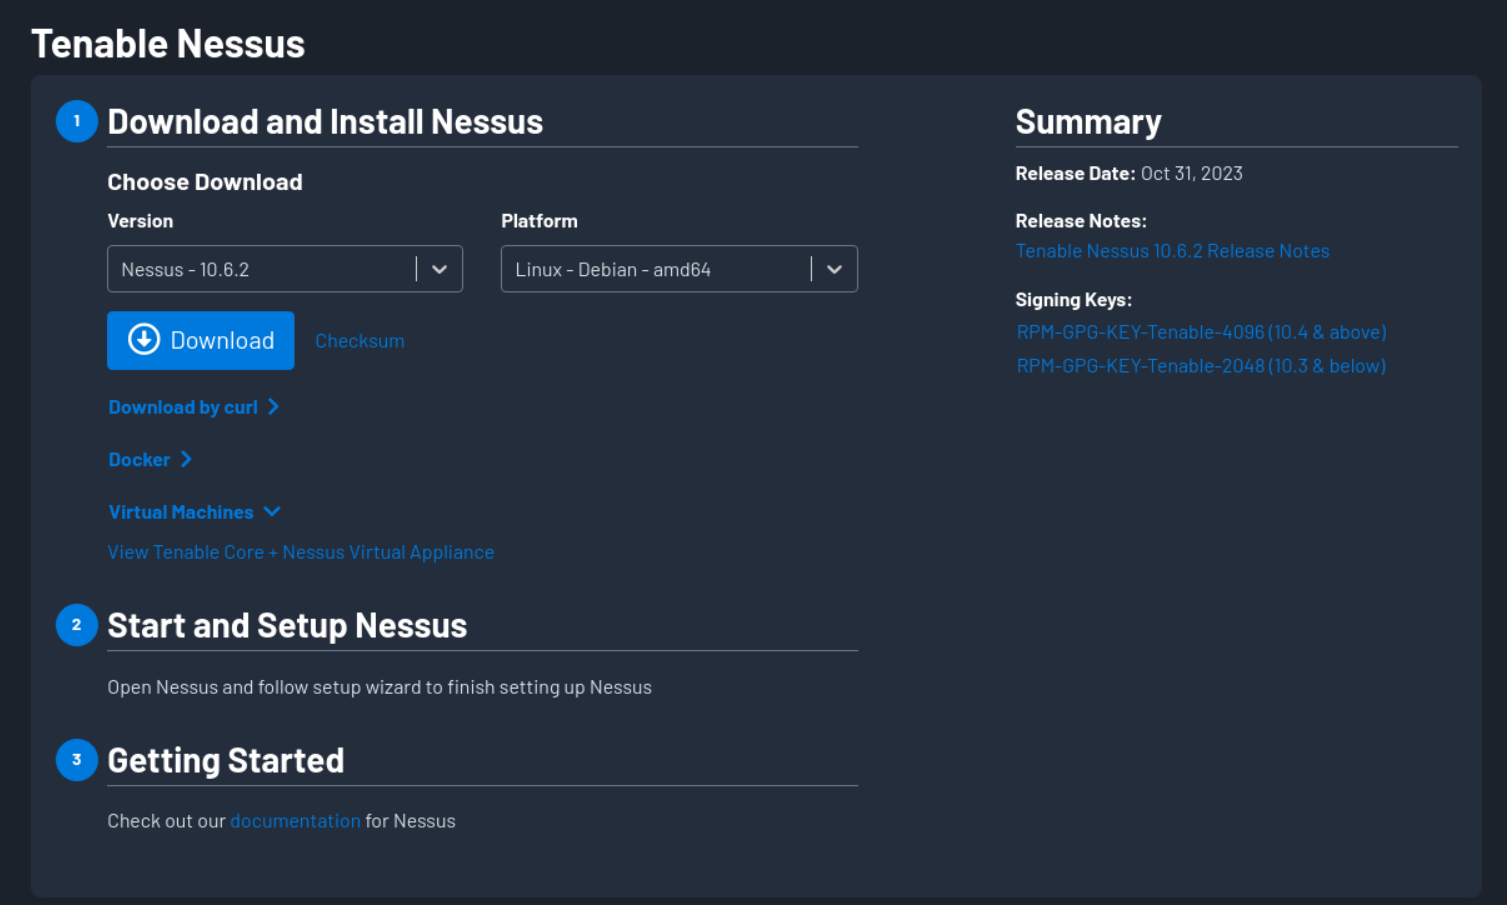 Tenable Nessus
1 Download and Install Nessus
Choose Download
Version Platform
Nessus - 10.6.2 Linux - Debian - amd64
Download Checksum
Download by curl
Docker
Virtual Machines
View Tenable Core + Nessus Virtual Appliance
2 Start and Setup Nessus
Open Nessus and follow setup wizard to finish setting up Nessus
3 Getting Started
Check out our documentation for Nessus
Summary
Release Date: Oct 31, 2023
Release Notes:
Tenable Nessus 10.6.2 Release Notes
Signing Keys:
RPM-GPG-KEY-Tenable-4096 (10.4 & above)
RPM-GPG-KEY-Tenable-2048 (10.3 & below)